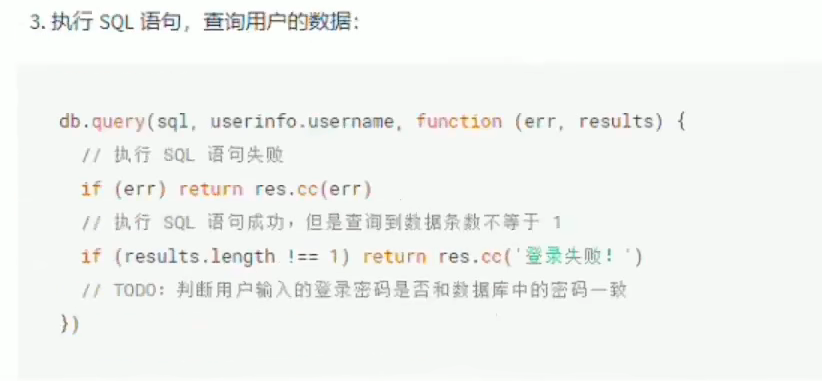 3. 执行 SQL 语句，查询用户的数据：
db.query(sql, userinfo.username, function (err, results) {
  // 执行 SQL 语句失败
  if (err) return res.cc(err)
  // 执行 SQL 语句成功，但是查询到数据条数不等于 1
  if (results.length !== 1) return res.cc('登录失败！')
  // TODO：判断用户输入的登录密码是否和数据库中的密码一致
})